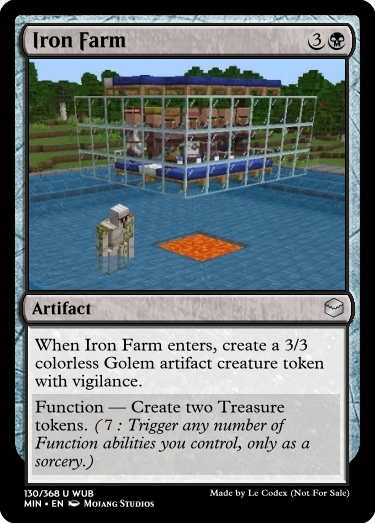 Iron Farm 3
Artifact
When Iron Farm enters, create a 3/3
colorless Golem artifact creature token
with vigilance.
Function — Create two Treasure
tokens. (7 : Trigger any number of
Function abilities you control, only as a
sorcery.)
130/368 U WUB
MIN • EN Mojang Studios
Made by Le Codex (Not For Sale)